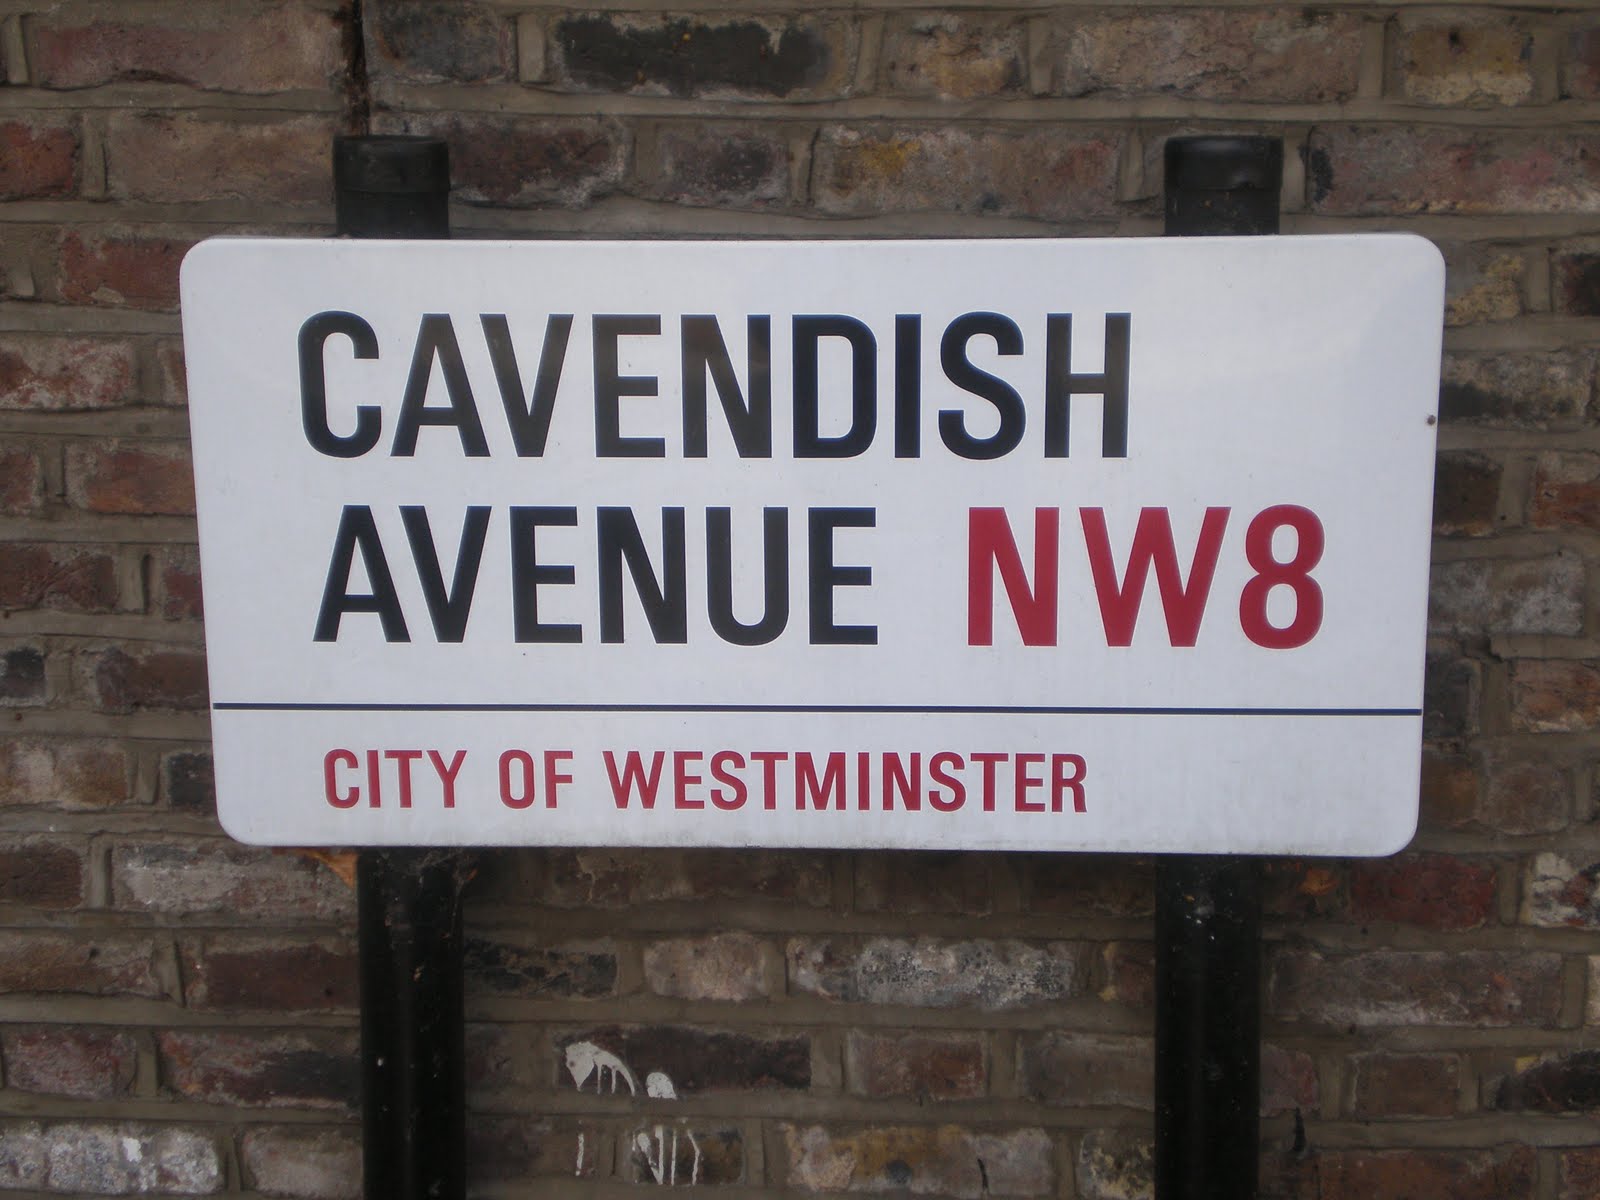 CAVENDISH
AVENUE NW8
CITY OF WESTMINSTER